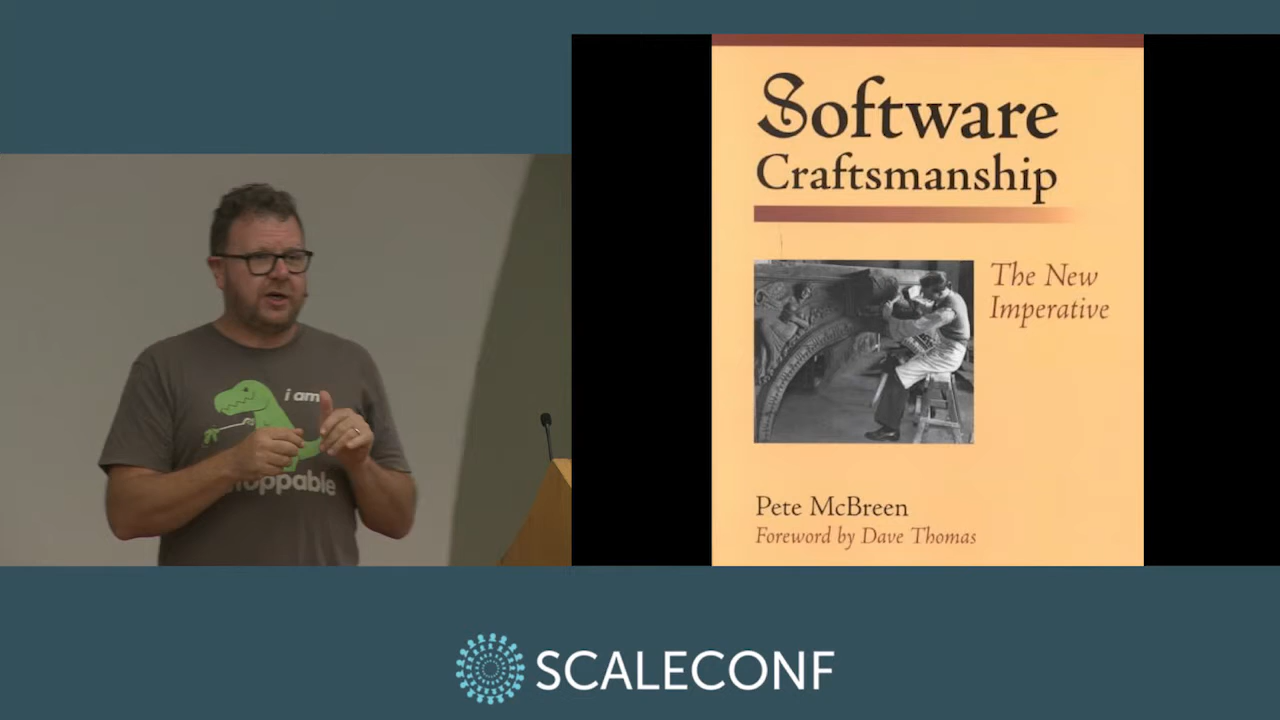 Software
Craftsmanship
The New
Imperative
i am
Pete McBreen
Foreword by Dave Thomas
SCALECONF